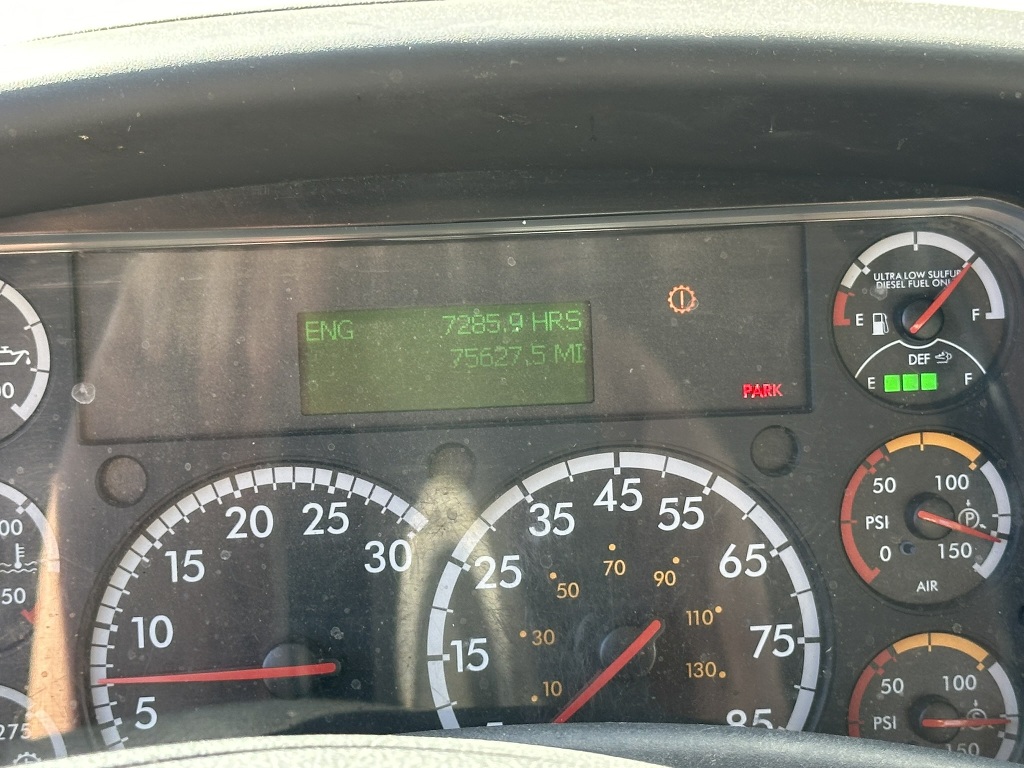 ENG 7285.9 HRS
75627.5 MI
PARK
ULTRA LOW SULFUR
DIESEL FUEL ONLY
E F
DEF
E F
5 10 15 20 25 30
5 15 25 35 45 55 65 75 85
10 30 50 70 90 110 130
50 100
PSI P
0 150
AIR
50 100
PSI S
150
00
00
50
275